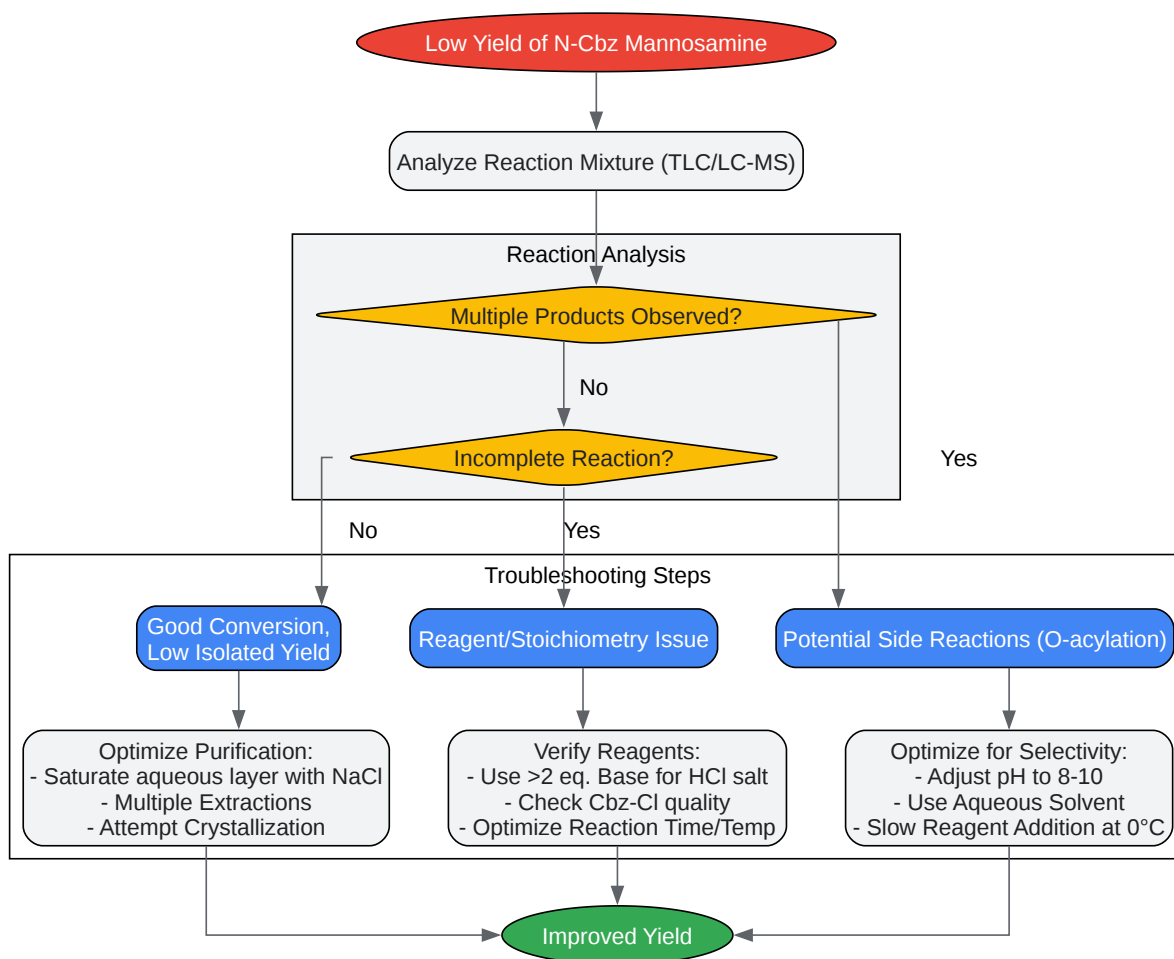 Low Yield of N-Cbz Mannosamine
Analyze Reaction Mixture (TLC/LC-MS)
Reaction Analysis
Multiple Products Observed?
No
Incomplete Reaction?
Yes
No
Yes
Troubleshooting Steps
Good Conversion,
Low Isolated Yield
Reagent/Stoichiometry Issue
Potential Side Reactions (O-acylation)
Optimize Purification:
- Saturate aqueous layer with NaCl
- Multiple Extractions
- Attempt Crystallization
Verify Reagents:
- Use >2 eq. Base for HCl salt
- Check Cbz-Cl quality
- Optimize Reaction Time/Temp
Optimize for Selectivity:
- Adjust pH to 8-10
- Use Aqueous Solvent
- Slow Reagent Addition at 0°C
Improved Yield